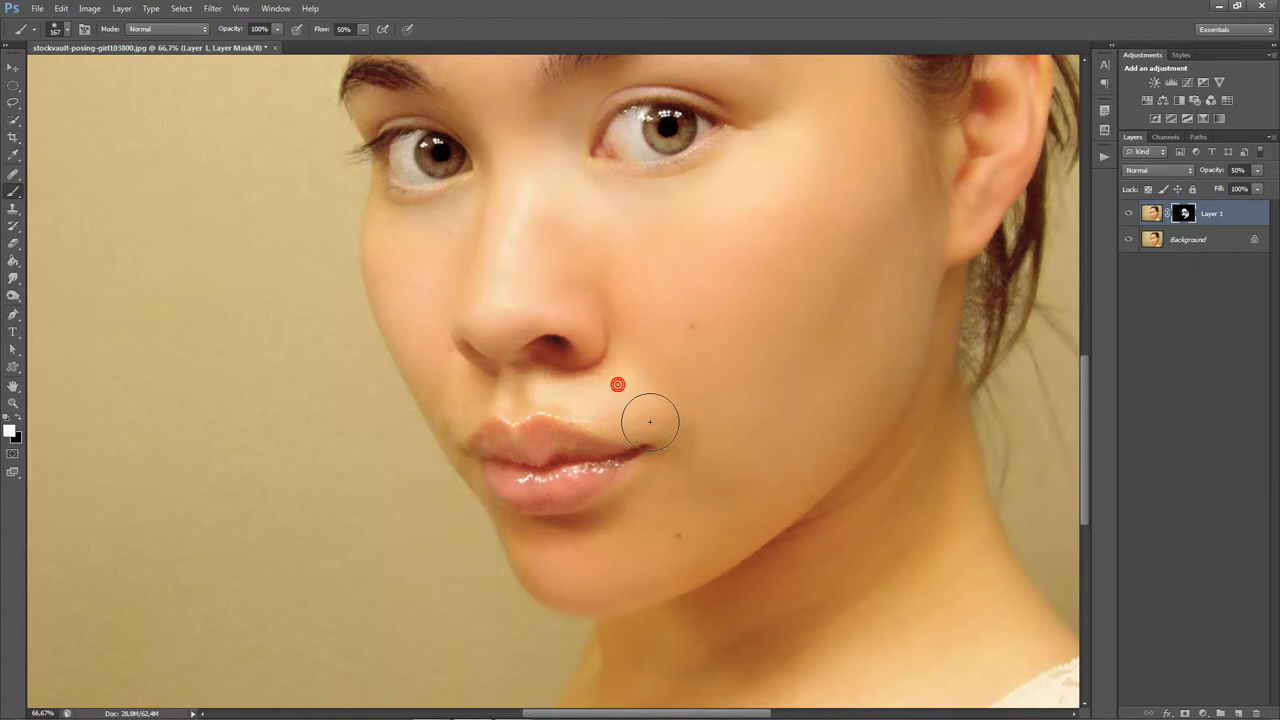 Ps File Edit Image Layer Type Select Filter View Window Help
167 Mode: Normal Opacity: 100% Flow: 50% Essentials
stockvault-posing-girl103800.jpg @ 66,7% (Layer 1, Layer Mask/8) * ×
Adjustments Styles
Add an adjustment
Layers Channels Paths
Kind
Normal Opacity: 50%
Lock: Fill: 100%
Layer 1
Background
66,67% Doc: 28,8M/62,4M